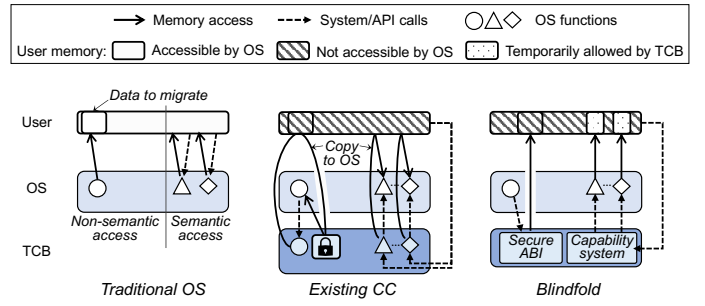 Memory access System/API calls OS functions
User memory: Accessible by OS Not accessible by OS Temporarily allowed by TCB
Data to migrate
User
Copy
to OS
OS
Non-semantic
access
Semantic
access
TCB
Secure
ABI
Capability
system
Traditional OS Existing CC Blindfold